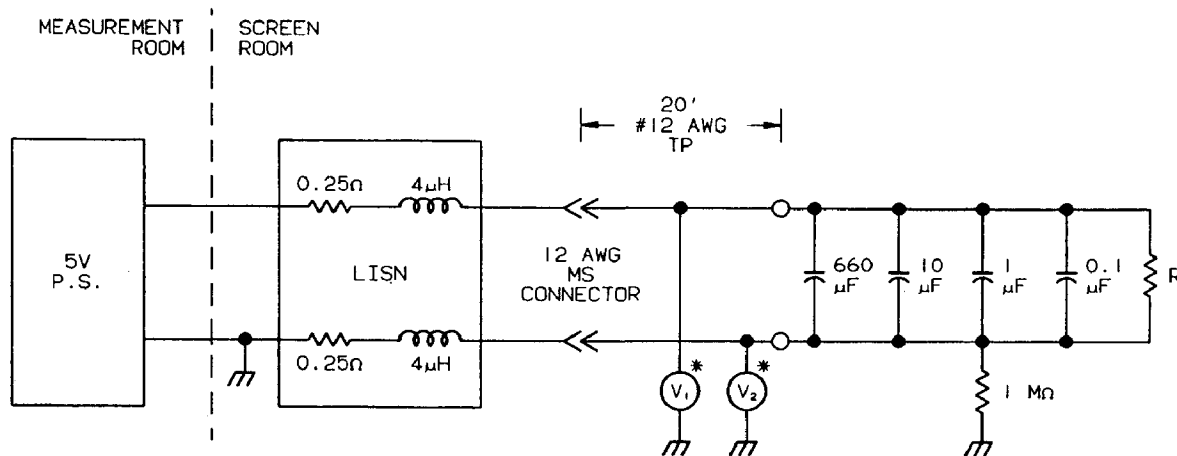 MEASUREMENT
ROOM
SCREEN
ROOM
20'
#12 AWG
TP
0.25Ω
4µH
5V
P.S.
LISN
12 AWG
MS
CONNECTOR
660
µF
10
µF
1
µF
0.1
µF
R
0.25Ω
4µH
V₁
*
V₂
*
1 MΩ